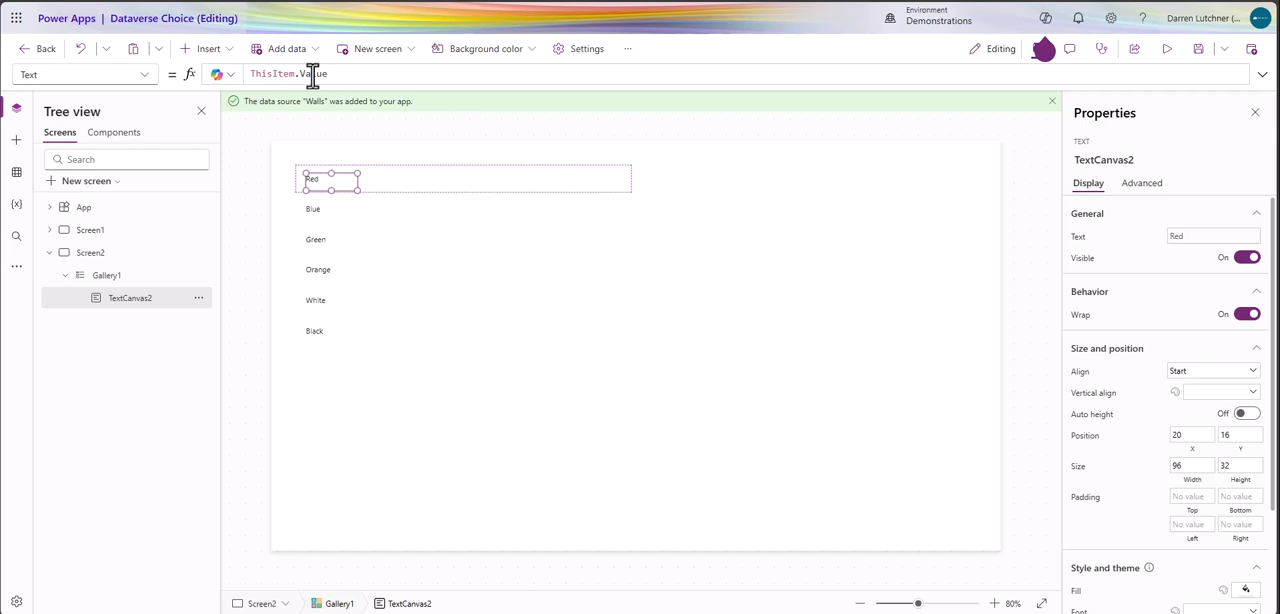 Power Apps | Dataverse Choice (Editing)
Environment
Demonstrations
Darren Lutchner (...
Back
Insert
Add data
New screen
Background color
Settings
Editing
Text
= fx
ThisItem.Value
Tree view
The data source "Walls" was added to your app.
Screens Components
Search
New screen
App
Screen1
Screen2
Gallery1
TextCanvas2
Red
Blue
Green
Orange
White
Black
Properties
TEXT
TextCanvas2
Display Advanced
General
Text Red
Visible On
Behavior
Wrap On
Size and position
Align Start
Vertical align
Auto height Off
Position 20 16
X Y
Size 96 32
Width Height
Padding No value No value
Top Bottom
No value No value
Left Right
Style and theme
Fill
Font
Screen2 Gallery1 TextCanvas2
80%